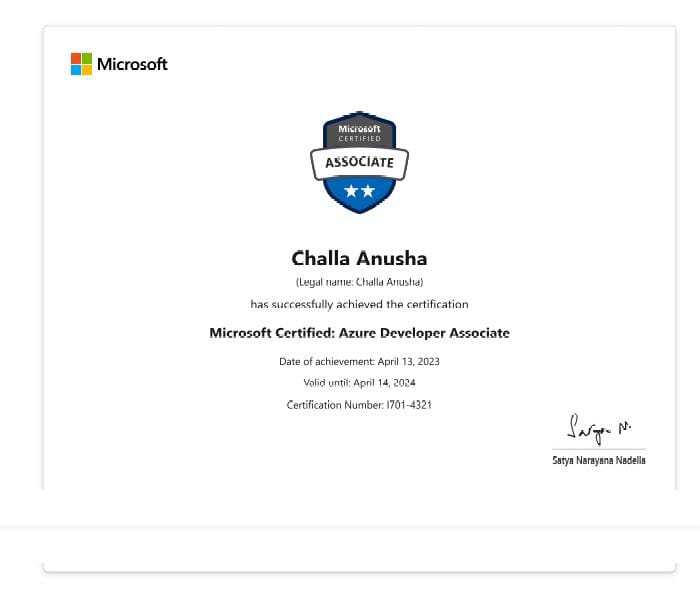 Microsoft
Microsoft
CERTIFIED
ASSOCIATE
Challa Anusha
(Legal name: Challa Anusha)
has successfully achieved the certification
Microsoft Certified: Azure Developer Associate
Date of achievement: April 13, 2023
Valid until: April 14, 2024
Certification Number: I701-4321
Satya Narayana Nadella